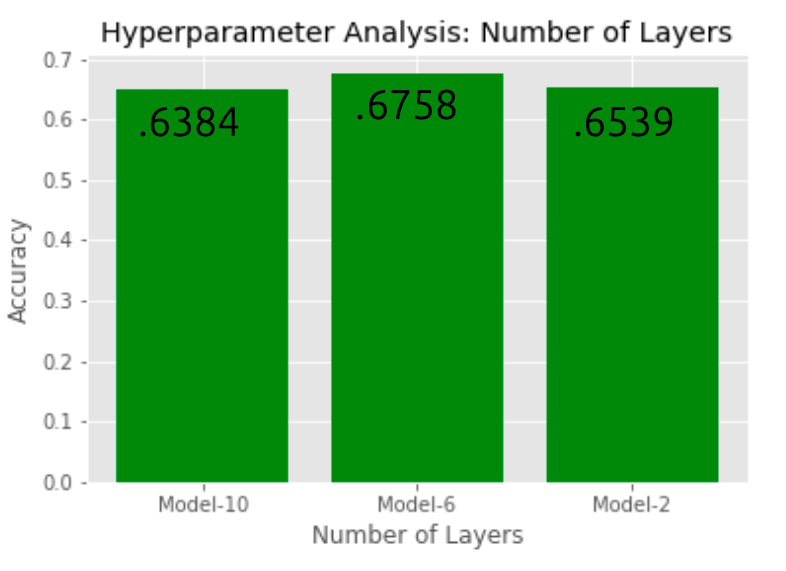 Hyperparameter Analysis: Number of Layers
0.7
0.6
0.5
0.4
0.3
0.2
0.1
0.0
Accuracy
.6384
.6758
.6539
Model-10
Model-6
Model-2
Number of Layers